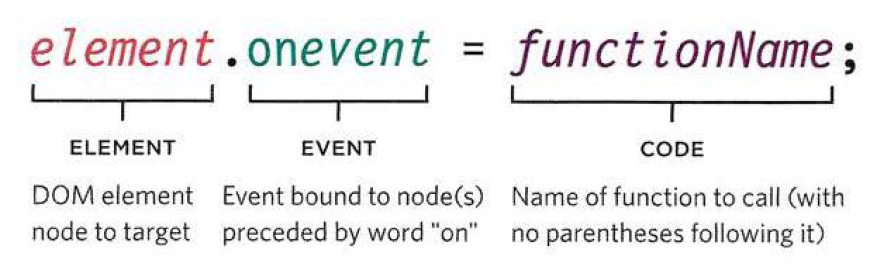 element.onevent = functionName;
ELEMENT EVENT CODE
DOM element Event bound to node(s) Name of function to call (with
node to target preceded by word "on" no parentheses following it)